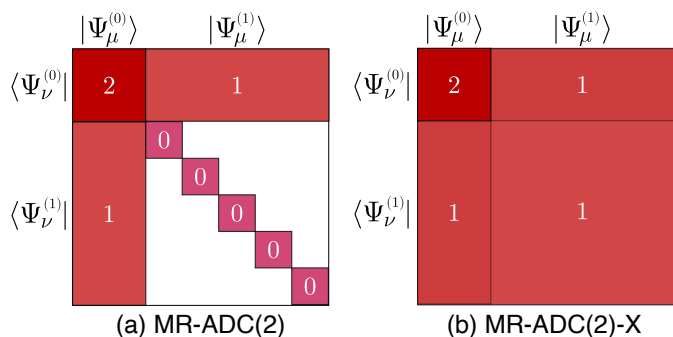 |Ψ_μ^(0)⟩ |Ψ_μ^(1)⟩ |Ψ_μ^(0)⟩ |Ψ_μ^(1)⟩
⟨Ψ_ν^(0)| 2 1 ⟨Ψ_ν^(0)| 2 1
0
0
⟨Ψ_ν^(1)| 1 0 ⟨Ψ_ν^(1)| 1 1
0
0
(a) MR-ADC(2) (b) MR-ADC(2)-X